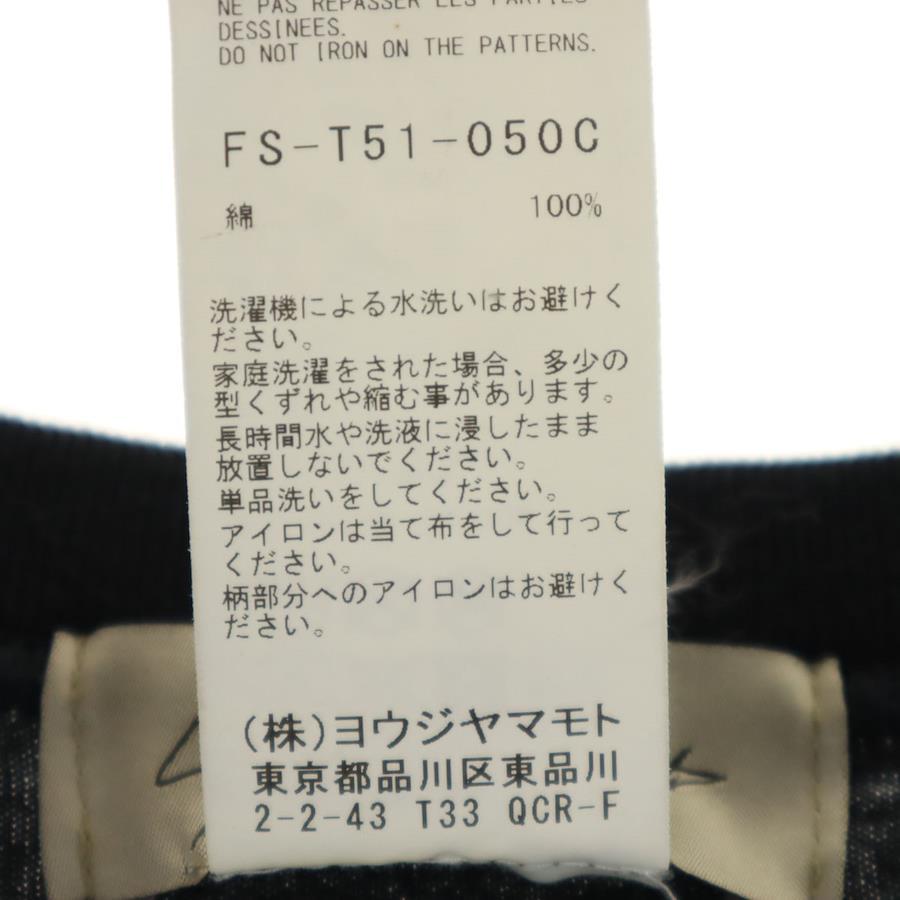 NE PAS REPASSER LES PARTIES
DESSINEES.
DO NOT IRON ON THE PATTERNS.
FS-T51-050C
綿 100%
洗濯機による水洗いはお避けく
ださい。
家庭洗濯をされた場合、多少の
型くずれや縮む事があります。
長時間水や洗液に浸したまま
放置しないでください。
単品洗いをしてください。
アイロンは当て布をして行って
ください。
柄部分へのアイロンはお避けく
ださい。
(株)ヨウジヤマモト
東京都品川区東品川
2-2-43 T33 QCR-F